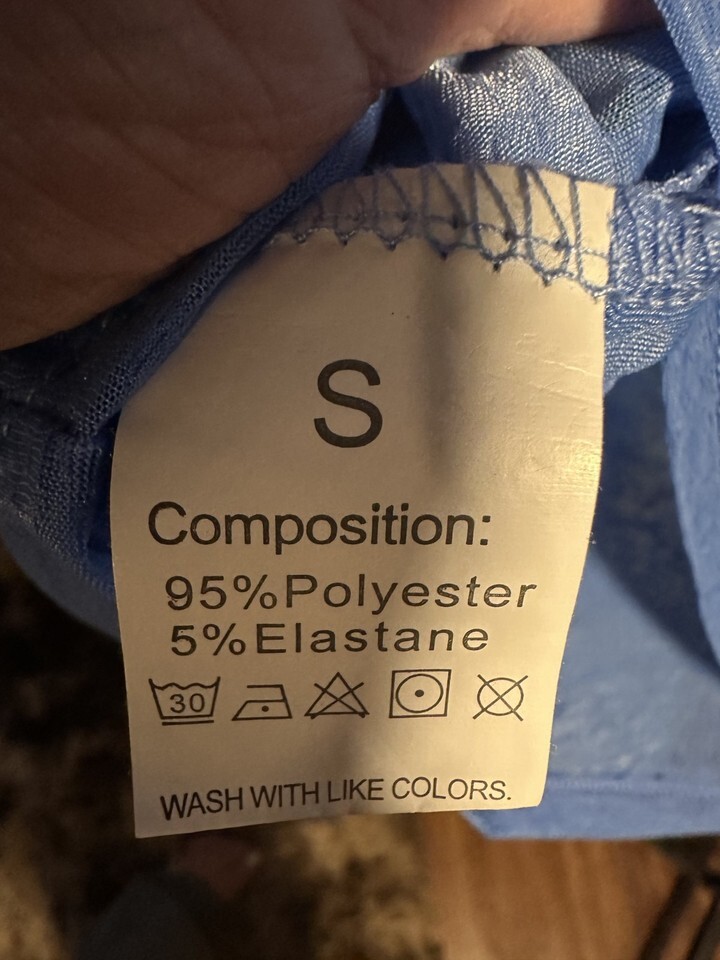 S
Composition:
95%Polyester
5%Elastane
30
WASH WITH LIKE COLORS.